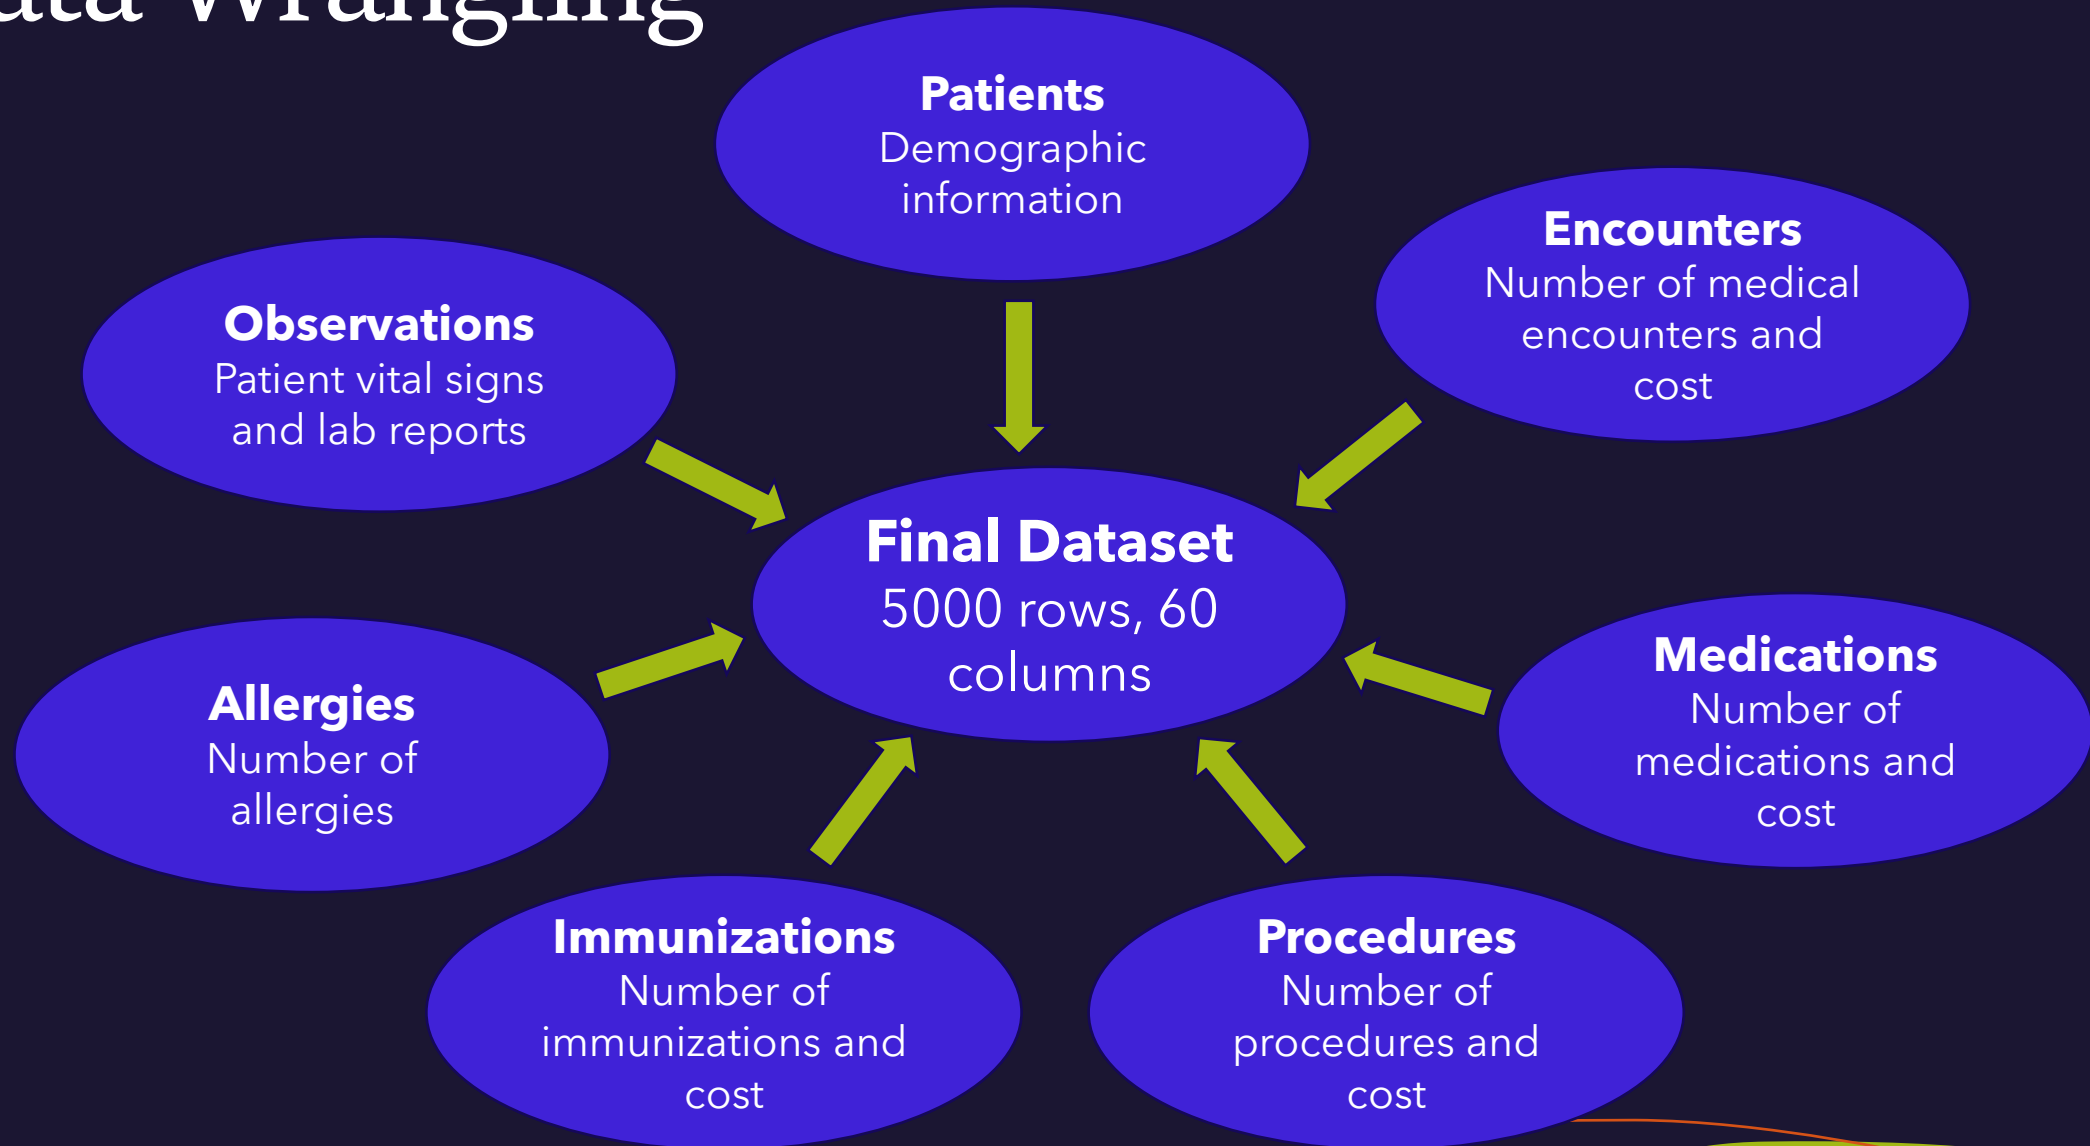 ata Wrangling
Patients
Demographic
information
Encounters
Number of medical
encounters and
cost
Observations
Patient vital signs
and lab reports
Final Dataset
5000 rows, 60
columns
Medications
Number of
medications and
cost
Allergies
Number of
allergies
Immunizations
Number of
immunizations and
cost
Procedures
Number of
procedures and
cost